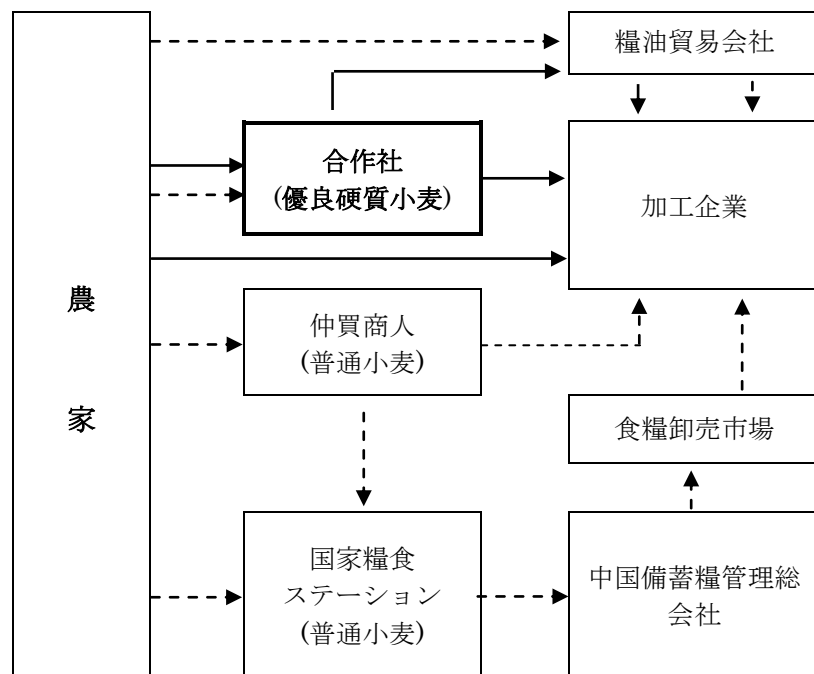 糧油貿易会社
合作社
(優良硬質小麦)
加工企業
農
家
仲買商人
(普通小麦)
食糧卸売市場
国家糧食
ステーション
(普通小麦)
中国備蓄糧管理総
会社